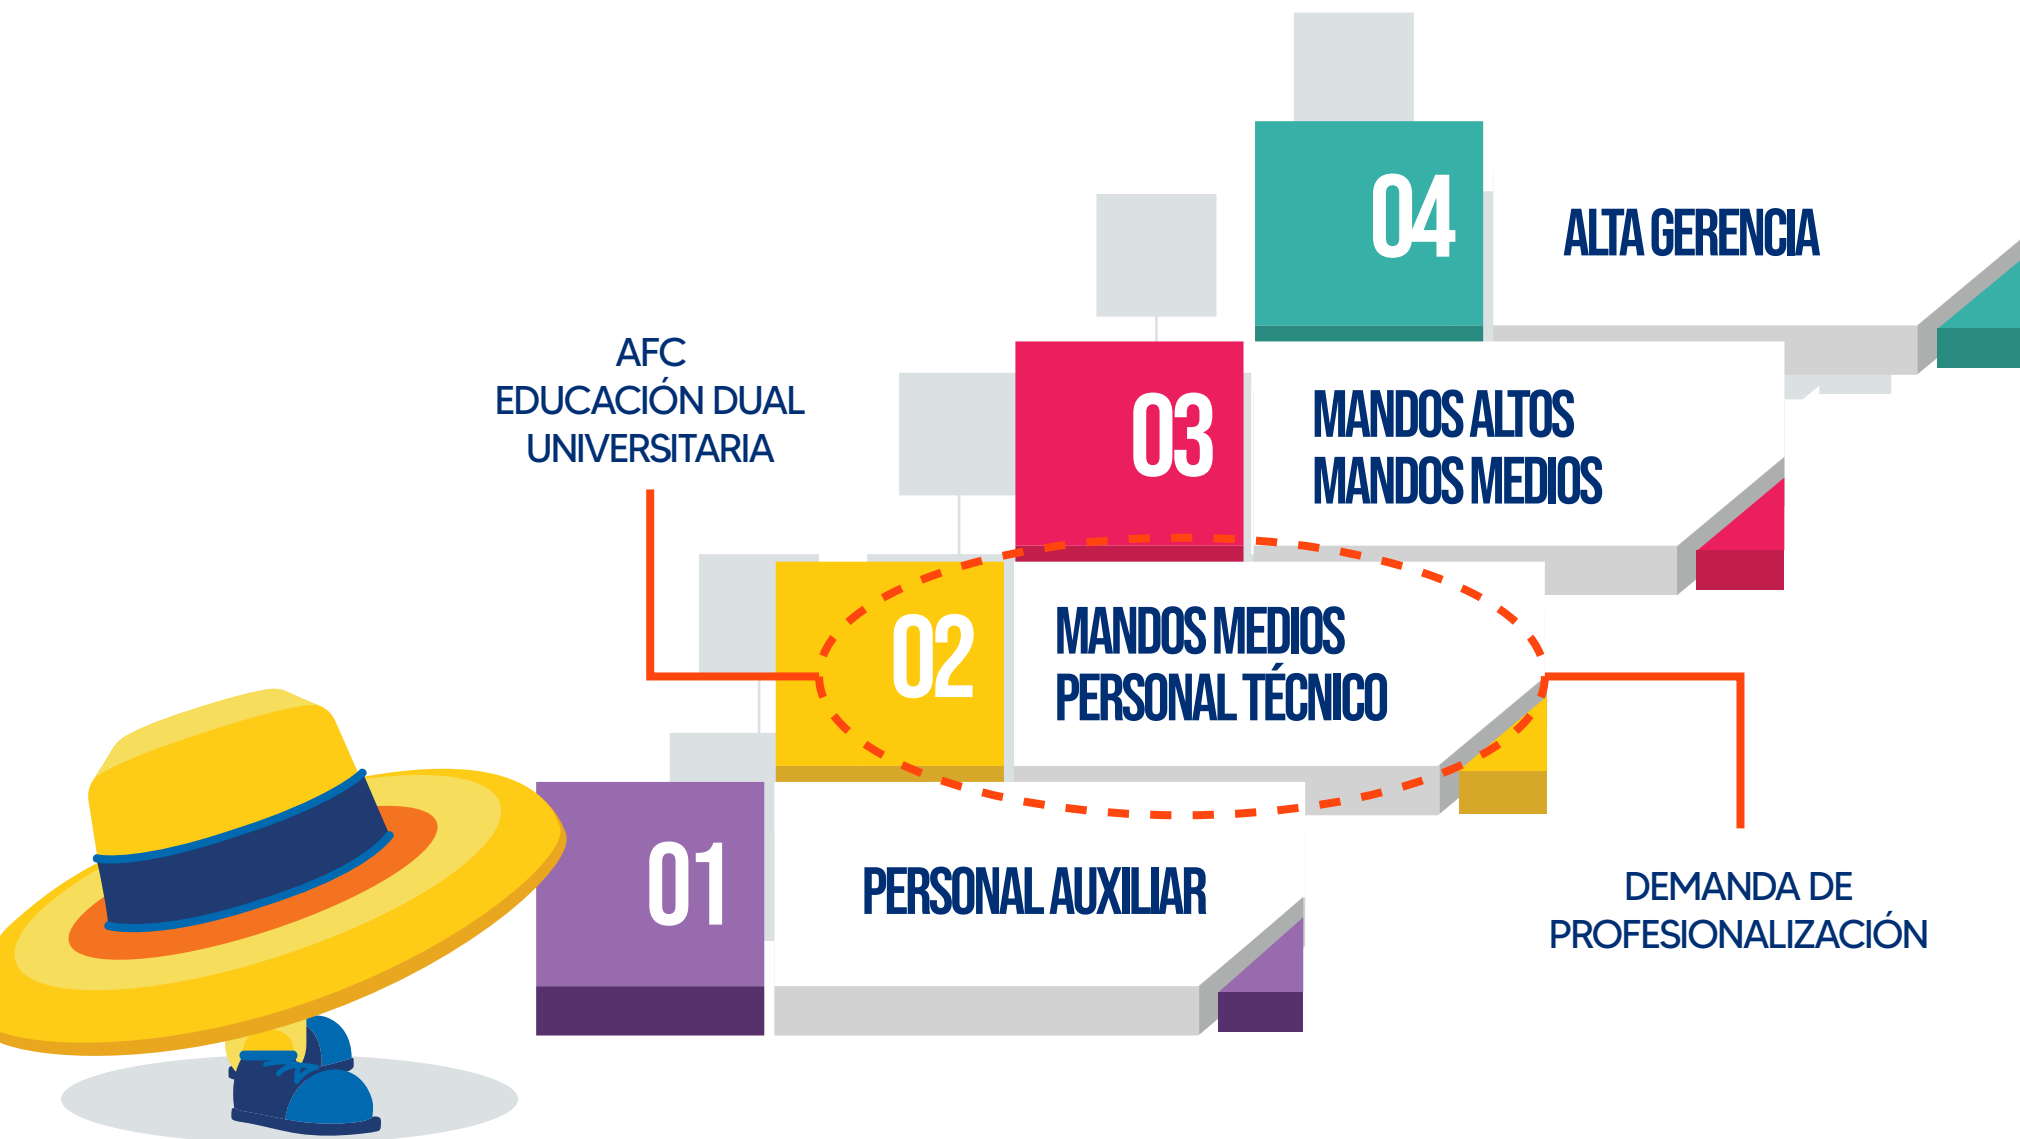 04
ALTA GERENCIA
AFC
EDUCACIÓN DUAL
UNIVERSITARIA
03
MANDOS ALTOS
MANDOS MEDIOS
02
MANDOS MEDIOS
PERSONAL TÉCNICO
01
PERSONAL AUXILIAR
DEMANDA DE
PROFESIONALIZACIÓN